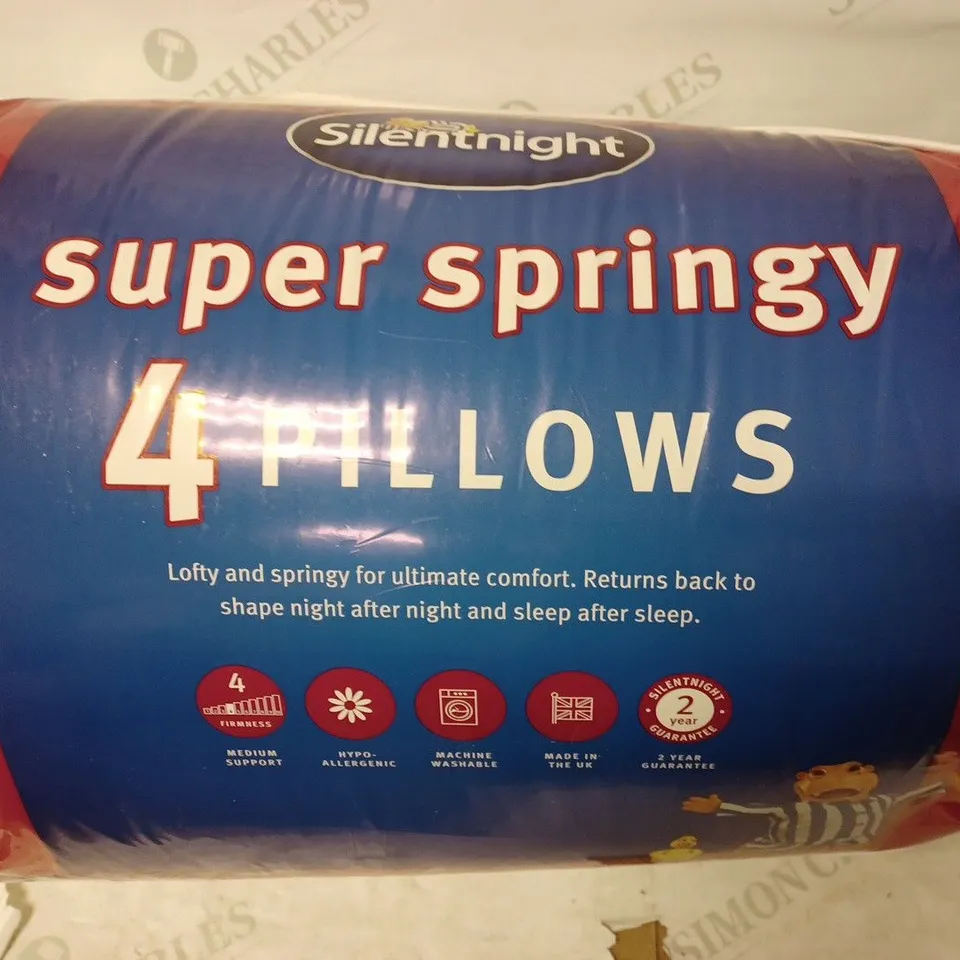 CHARLES
CHARLES
Silentnight
super springy
4 PILLOWS
Lofty and springy for ultimate comfort. Returns back to
shape night after night and sleep after sleep.
4
FIRMNESS
MEDIUM
SUPPORT
HYPO-
ALLERGENIC
MACHINE
WASHABLE
MADE IN
THE UK
SILENTNIGHT
2
year
GUARANTEE
2 YEAR
GUARANTEE
SIMON